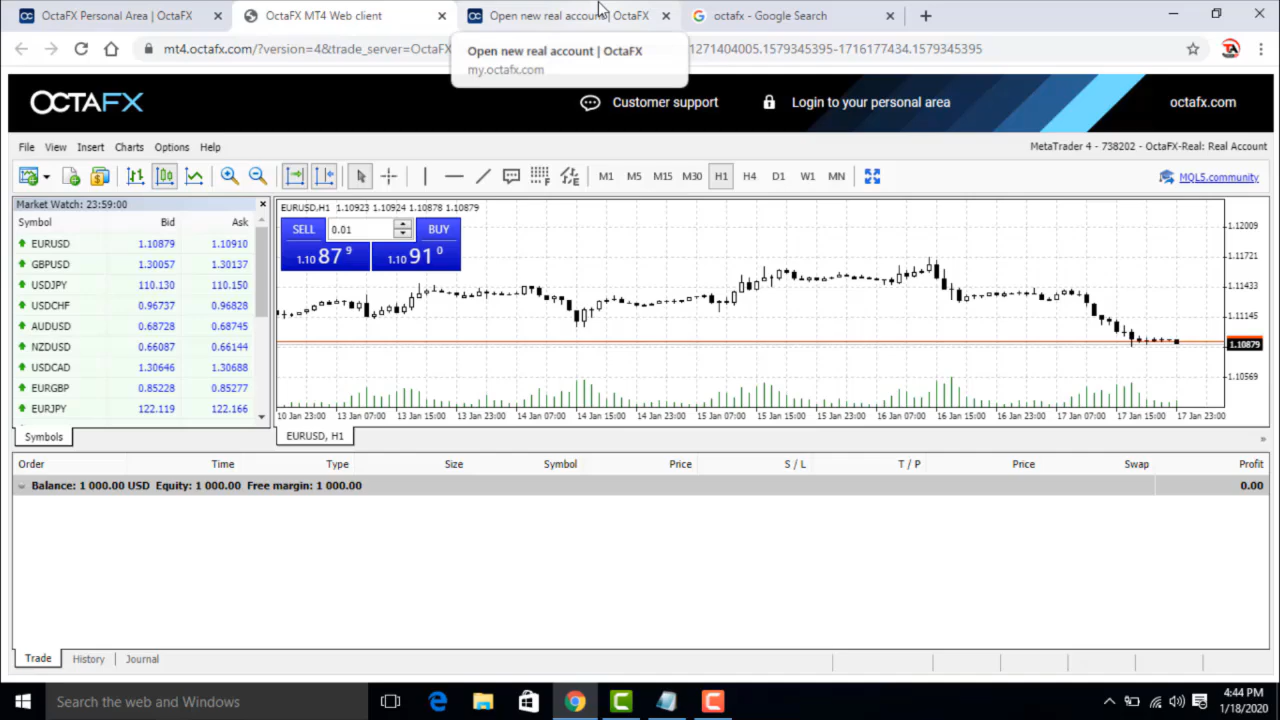 OctaFX Personal Area | OctaFX
OctaFX MT4 Web client
Open new real account | OctaFX
octafx - Google Search
mt4.octafx.com/?version=4&trade_server=OctaFX
1271404005.1579345395-1716177434.1579345395
Open new real account | OctaFX
my.octafx.com
OCTAFX
Customer support
Login to your personal area
octafx.com
File View Insert Charts Options Help
MetaTrader 4 - 738202 - OctaFX-Real: Real Account
M1 M5 M15 M30 H1 H4 D1 W1 MN
MQL5.community
Market Watch: 23:59:00
Symbol Bid Ask
EURUSD 1.10879 1.10910
GBPUSD 1.30057 1.30137
USDJPY 110.130 110.150
USDCHF 0.96737 0.96828
AUDUSD 0.68728 0.68745
NZDUSD 0.66087 0.66144
USDCAD 1.30646 1.30688
EURGBP 0.85228 0.85277
EURJPY 122.119 122.166
Symbols
EURUSD,H1 1.10923 1.10924 1.10878 1.10879
SELL 0.01 BUY
1.10 87 9 1.10 91 0
1.12009
1.11721
1.11433
1.11145
1.10879
1.10569
10 Jan 23:00 13 Jan 07:00 13 Jan 15:00 13 Jan 23:00 14 Jan 07:00 14 Jan 15:00 14 Jan 23:00 15 Jan 07:00 15 Jan 15:00 15 Jan 23:00 16 Jan 07:00 16 Jan 15:00 16 Jan 23:00 17 Jan 07:00 17 Jan 15:00 17 Jan 23:00
EURUSD, H1
Order Time Type Size Symbol Price S / L T / P Price Swap Profit
Balance: 1 000.00 USD Equity: 1 000.00 Free margin: 1 000.00 0.00
Trade History Journal
Search the web and Windows
4:44 PM
1/18/2020